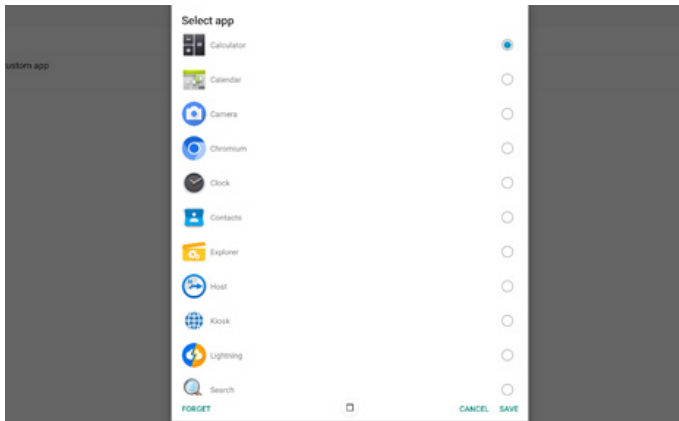 Select app
Calculator
Calendar
ustom app
Camera
Chromium
Clock
Contacts
Explorer
Host
Kiosk
Lightning
Search
FORGET CANCEL SAVE